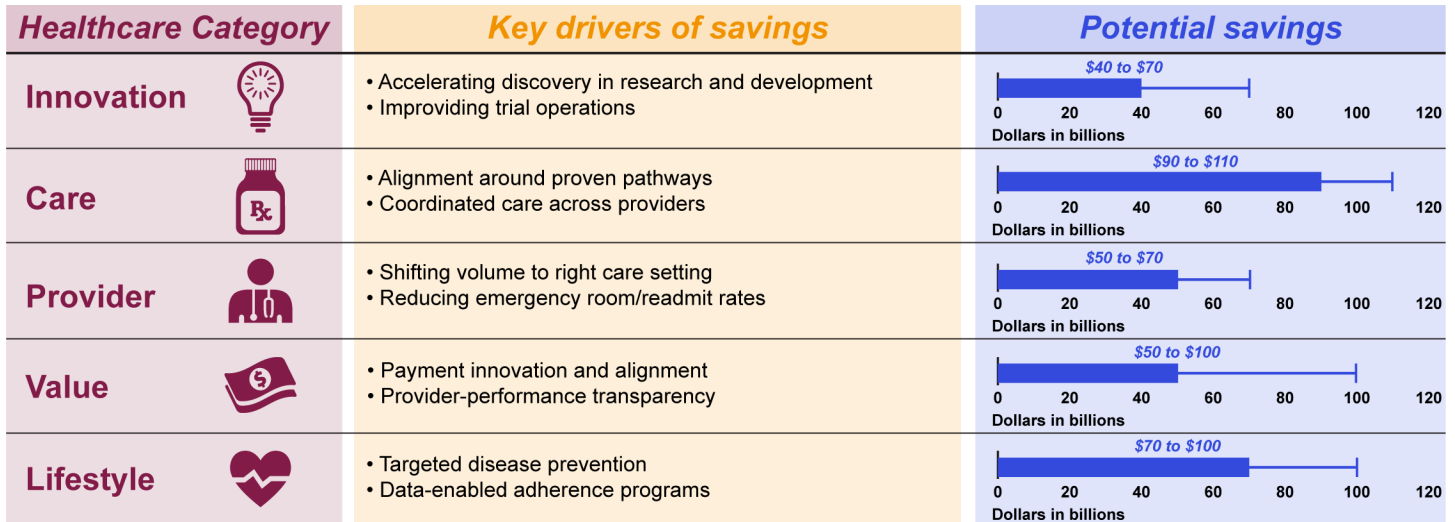 Healthcare Category
Key drivers of savings
Potential savings
Innovation
• Accelerating discovery in research and development
• Improviding trial operations
$40 to $70
0 20 40 60 80 100 120
Dollars in billions
Care
Rx
• Alignment around proven pathways
• Coordinated care across providers
$90 to $110
0 20 40 60 80 100 120
Dollars in billions
Provider
• Shifting volume to right care setting
• Reducing emergency room/readmit rates
$50 to $70
0 20 40 60 80 100 120
Dollars in billions
Value
$
• Payment innovation and alignment
• Provider-performance transparency
$50 to $100
0 20 40 60 80 100 120
Dollars in billions
Lifestyle
• Targeted disease prevention
• Data-enabled adherence programs
$70 to $100
0 20 40 60 80 100 120
Dollars in billions